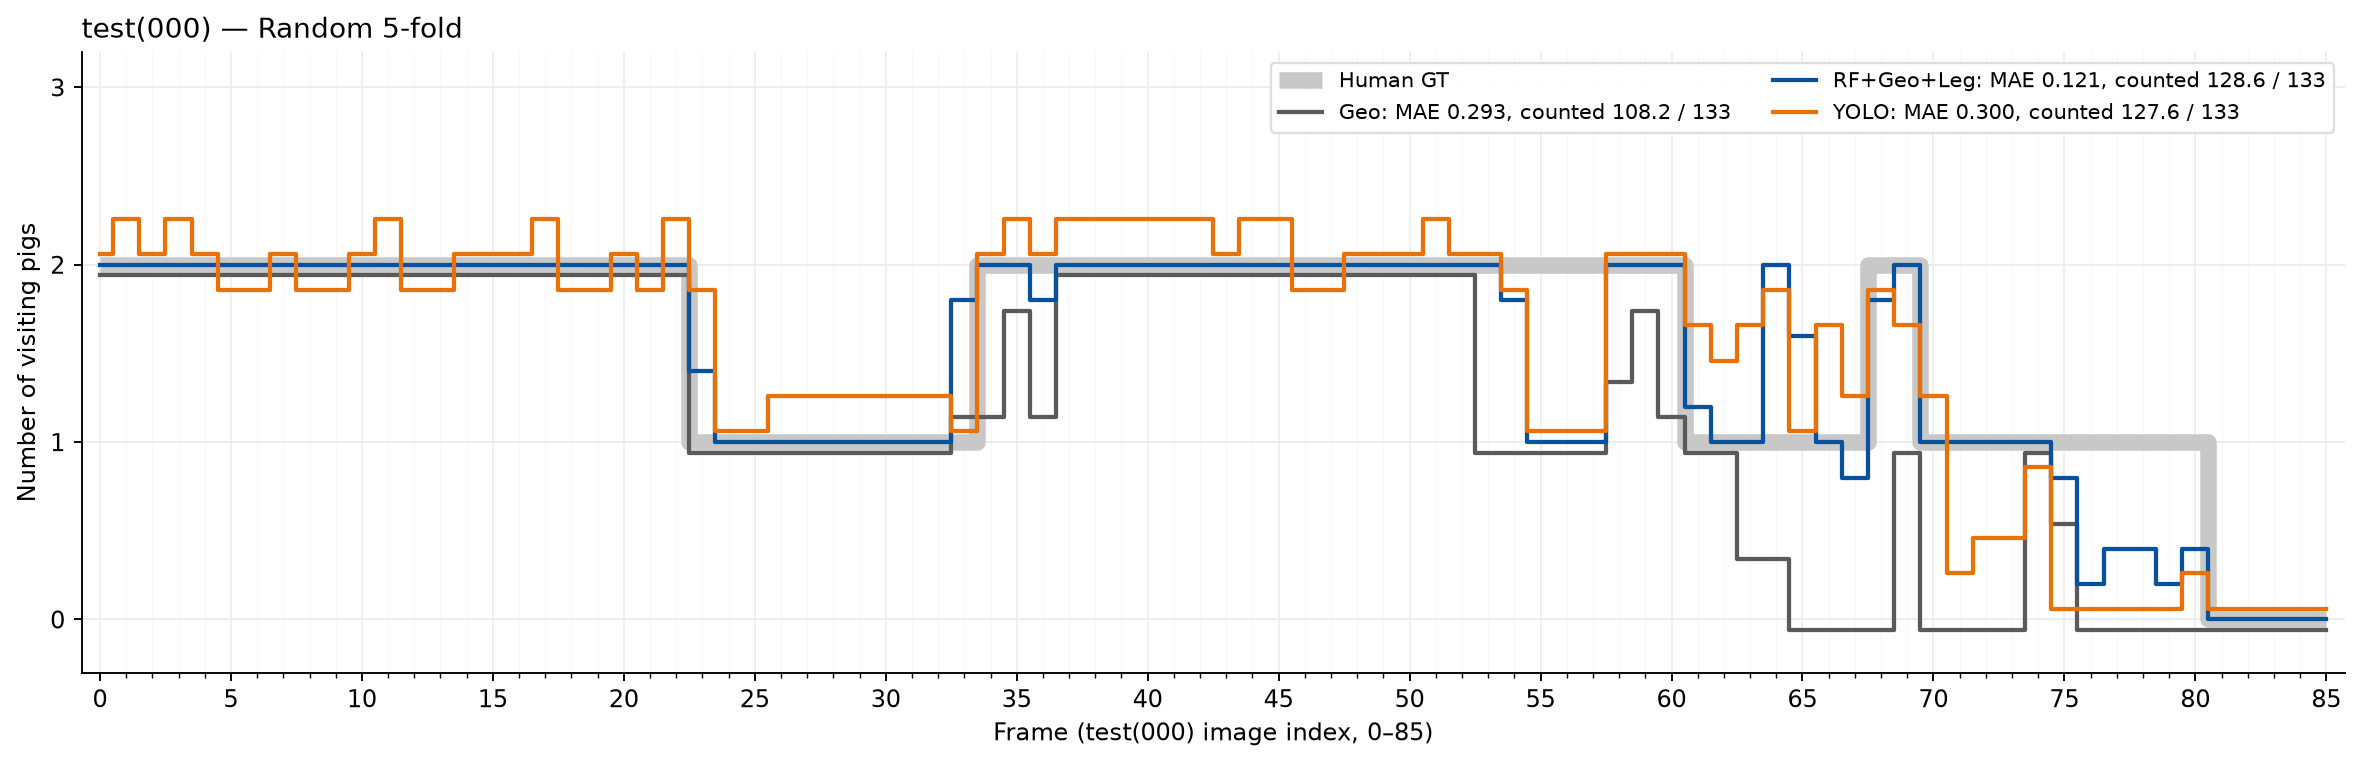 test(000) — Random 5-fold
Human GT
Geo: MAE 0.293, counted 108.2 / 133
RF+Geo+Leg: MAE 0.121, counted 128.6 / 133
YOLO: MAE 0.300, counted 127.6 / 133
Number of visiting pigs
3
2
1
0
0 5 10 15 20 25 30 35 40 45 50 55 60 65 70 75 80 85
Frame (test(000) image index, 0–85)